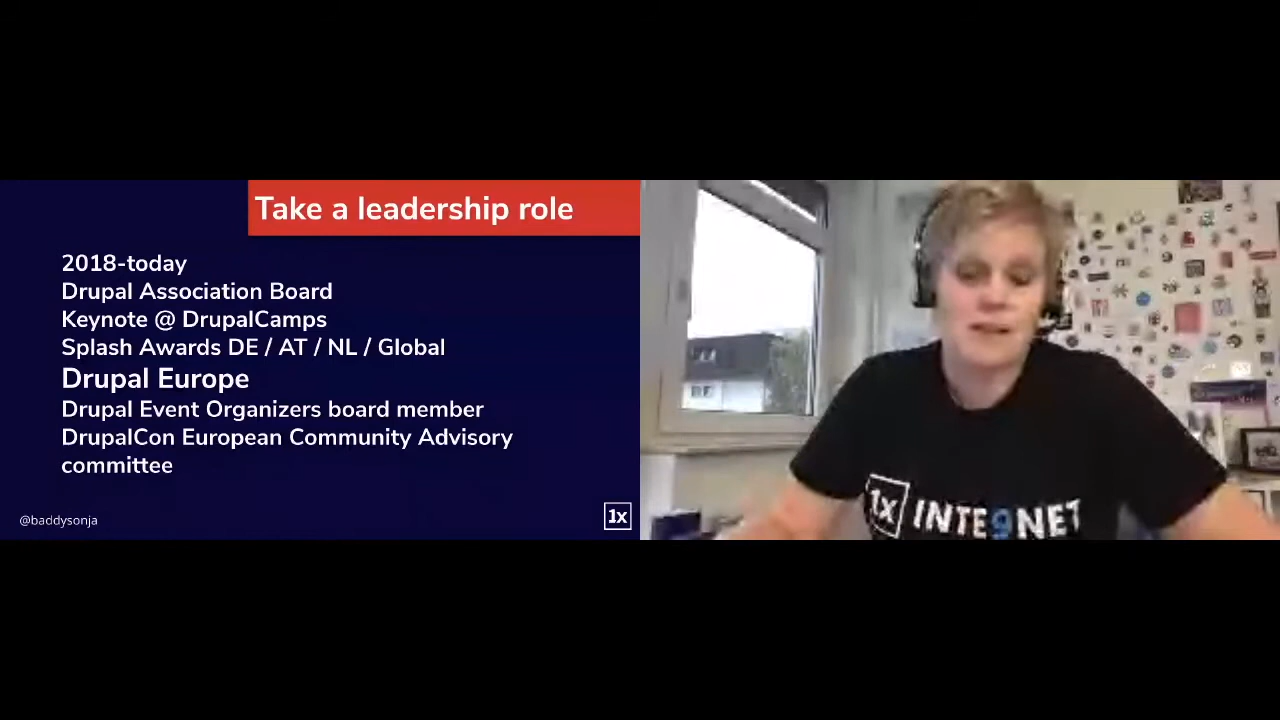 Take a leadership role
2018-today
Drupal Association Board
Keynote @ DrupalCamps
Splash Awards DE / AT / NL / Global
Drupal Europe
Drupal Event Organizers board member
DrupalCon European Community Advisory
committee
@baddysonja
1x
1x INTE9NET